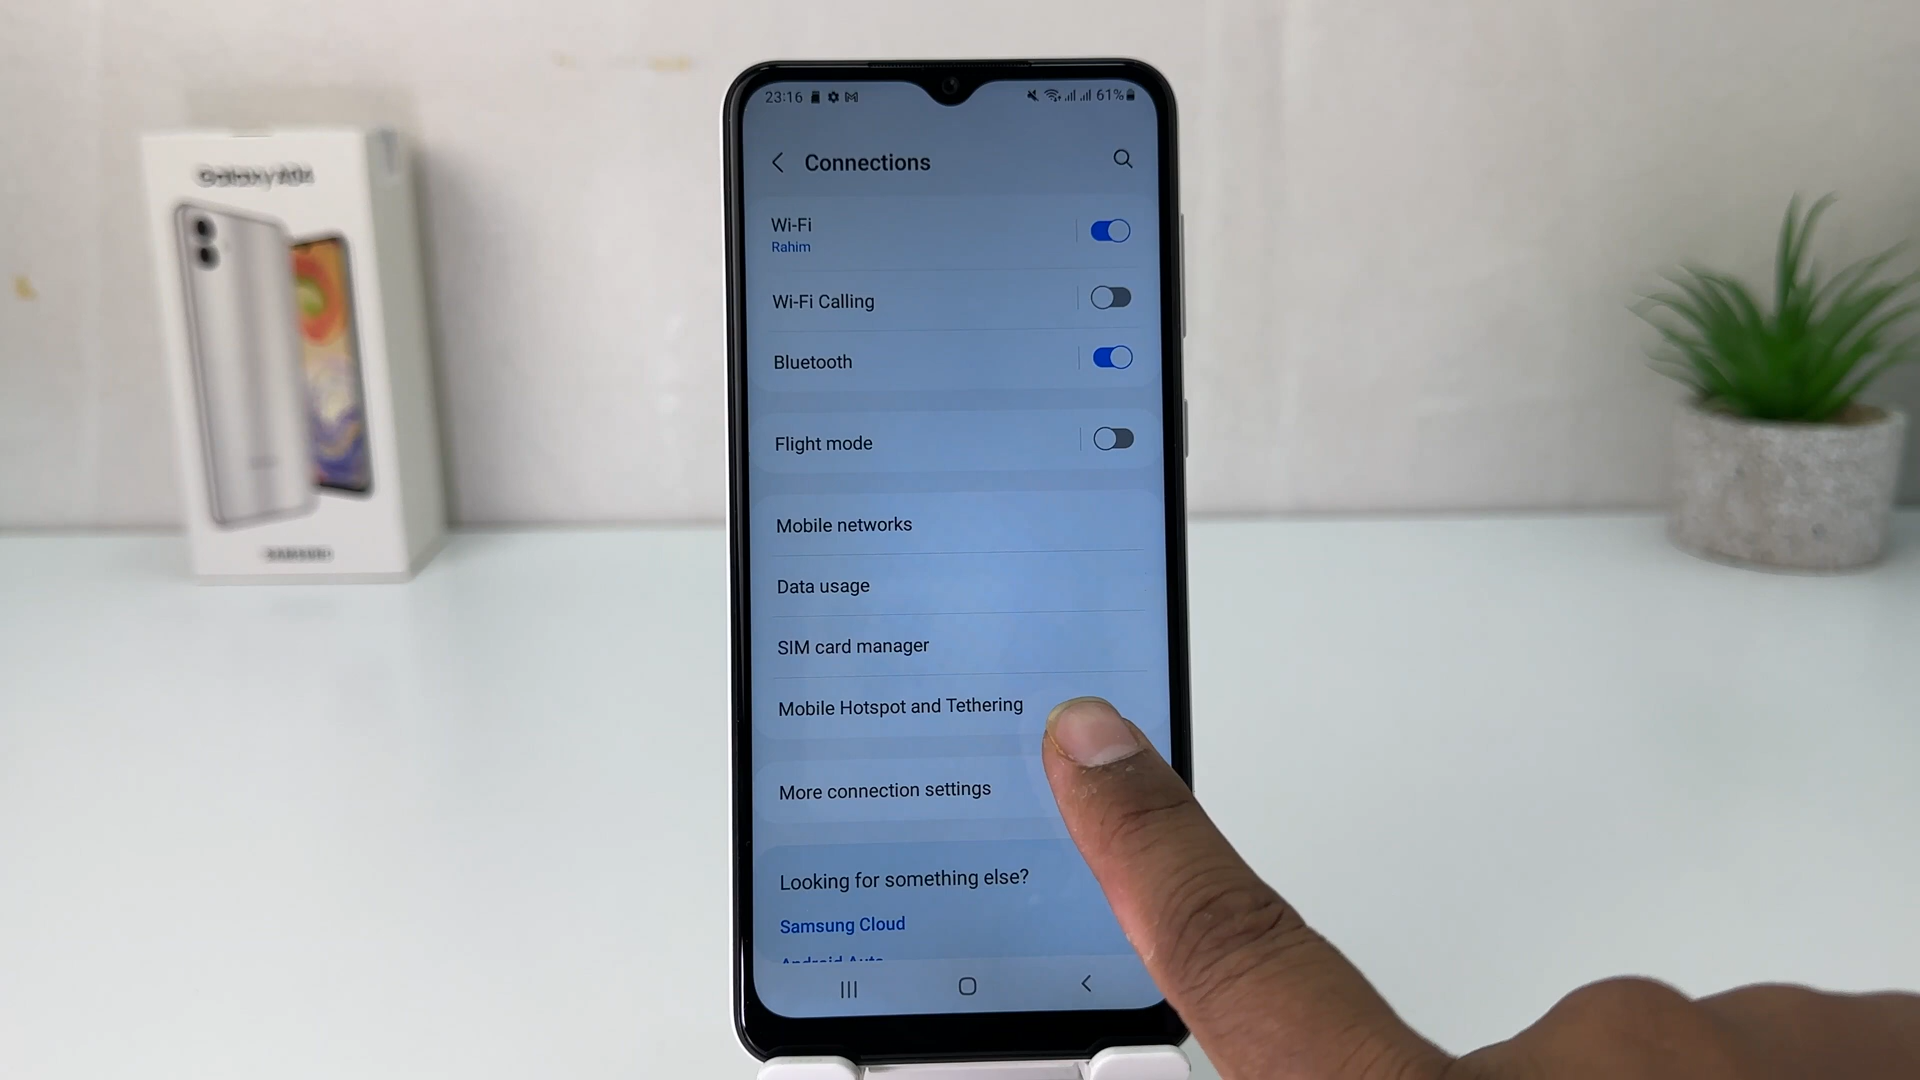 Galaxy A04
SAMSUNG
23:16
61%
Connections
Wi-Fi
Rahim
Wi-Fi Calling
Bluetooth
Flight mode
Mobile networks
Data usage
SIM card manager
Mobile Hotspot and Tethering
More connection settings
Looking for something else?
Samsung Cloud
Android Auto